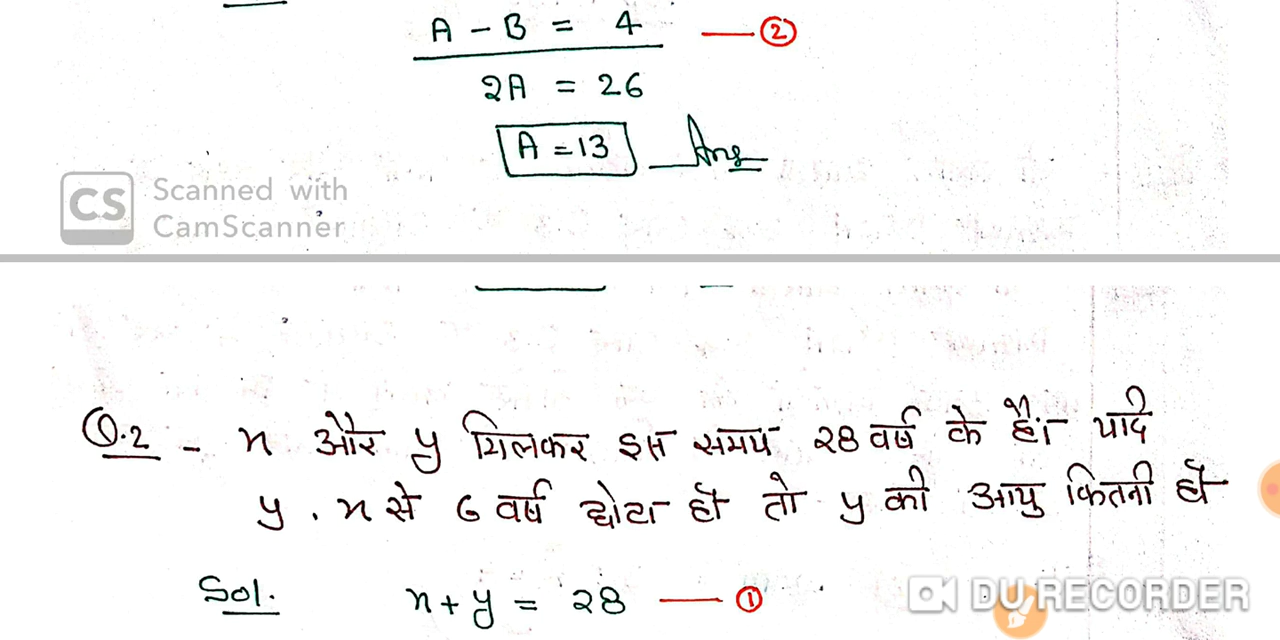 A - B = 4 — ②
2A = 26
A = 13 Ans
CS Scanned with
CamScanner
Q.2 - x और y मिलकर इस समय 28 वर्ष के हैं। यदि
y, x से 6 वर्ष छोटा हो तो y की आयु कितनी हो
Sol. x + y = 28 — ①
DU RECORDER